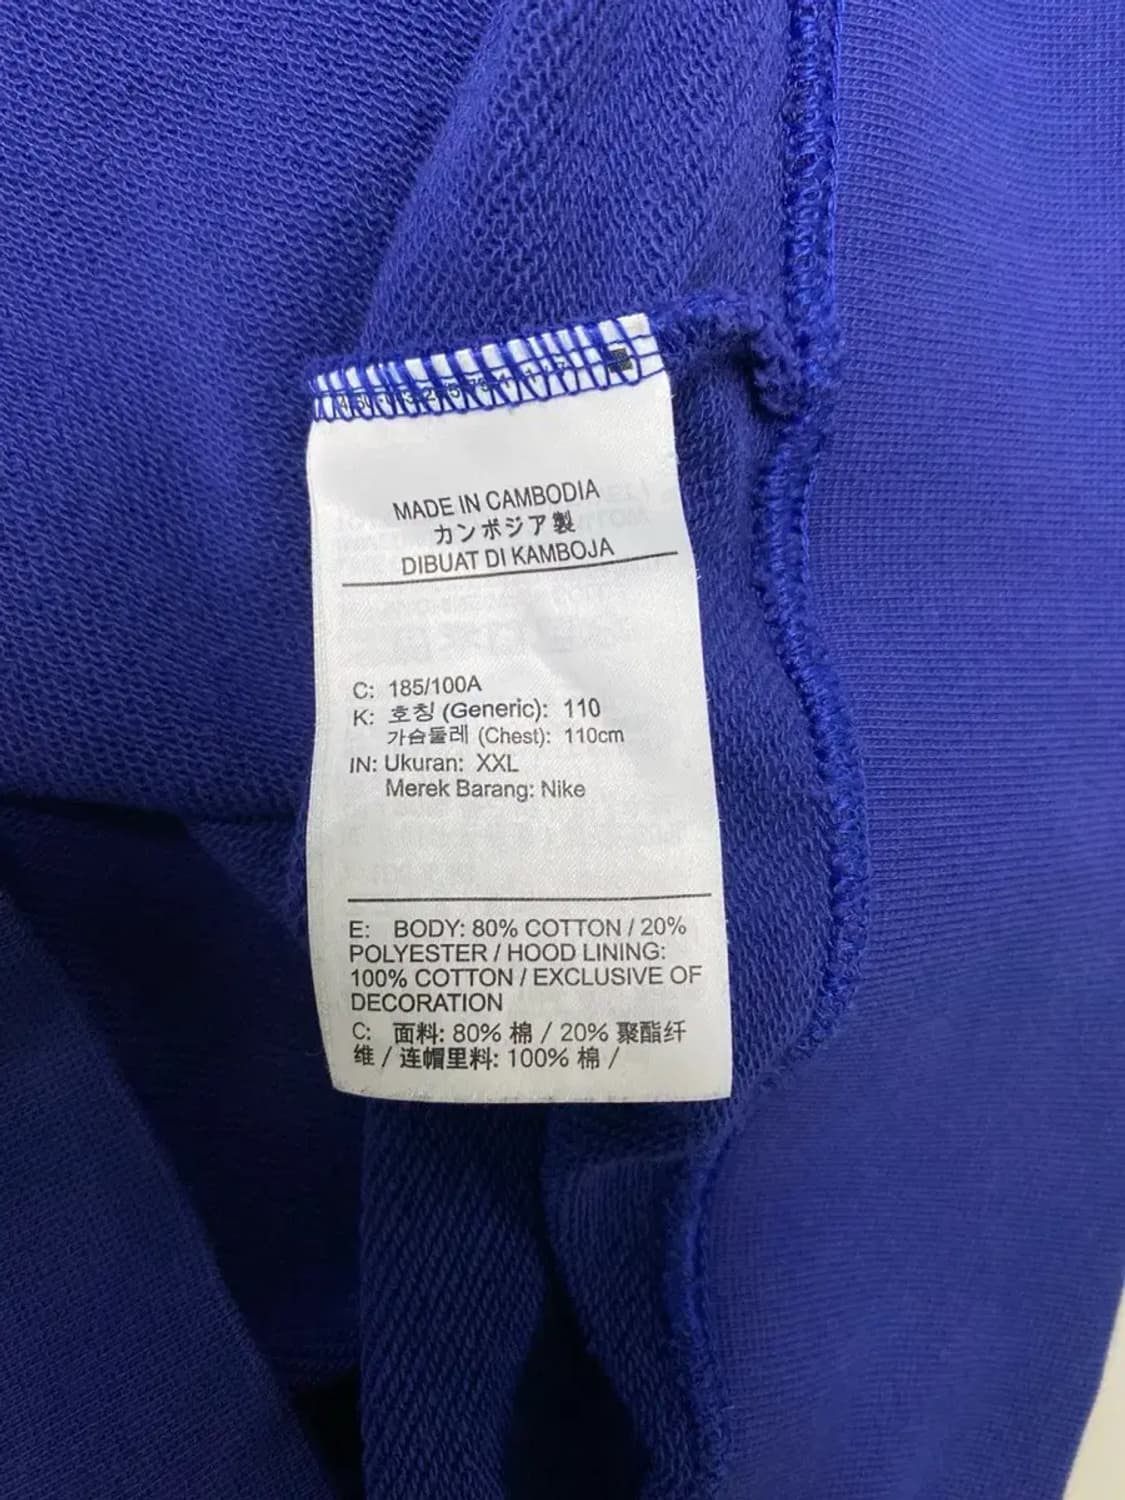 MADE IN CAMBODIA
カンボジア製
DIBUAT DI KAMBOJA
C: 185/100A
K: 호칭 (Generic): 110
가슴둘레 (Chest): 110cm
IN: Ukuran: XXL
Merek Barang: Nike
E: BODY: 80% COTTON / 20%
POLYESTER / HOOD LINING:
100% COTTON / EXCLUSIVE OF
DECORATION
C: 面料: 80% 棉 / 20% 聚酯纤
维 / 连帽里料: 100% 棉 /